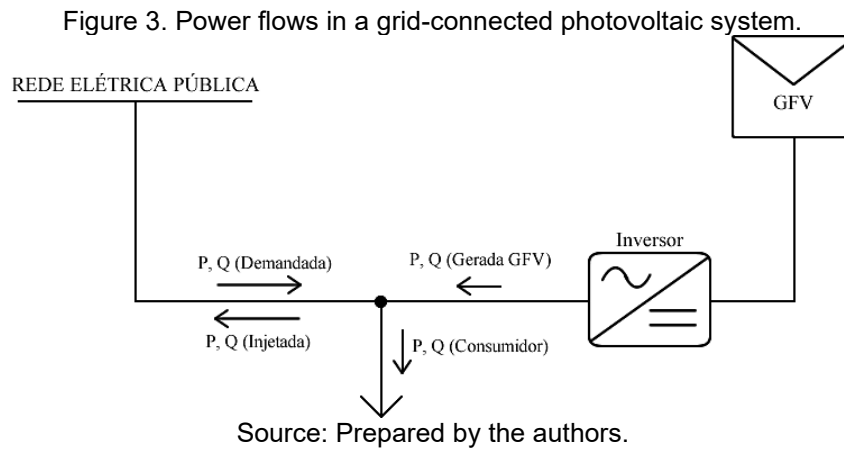 Figure 3. Power flows in a grid-connected photovoltaic system.
REDE ELÉTRICA PÚBLICA
GFV
Inversor
P, Q (Demandada)
P, Q (Gerada GFV)
P, Q (Injetada)
P, Q (Consumidor)
Source: Prepared by the authors.